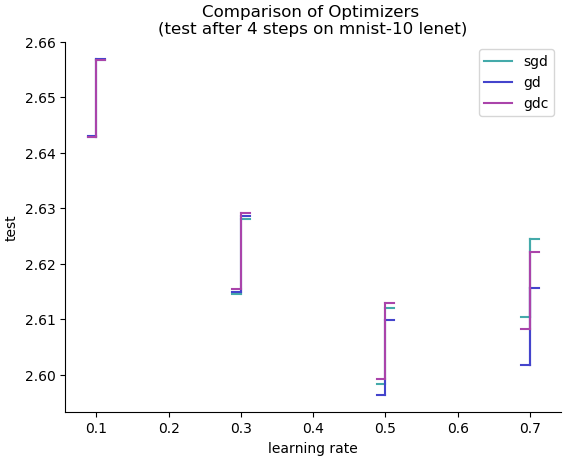 Comparison of Optimizers
(test after 4 steps on mnist-10 lenet)
sgd
gd
gdc
2.66
2.65
2.64
2.63
2.62
2.61
2.60
test
0.1
0.2
0.3
0.4
0.5
0.6
0.7
learning rate